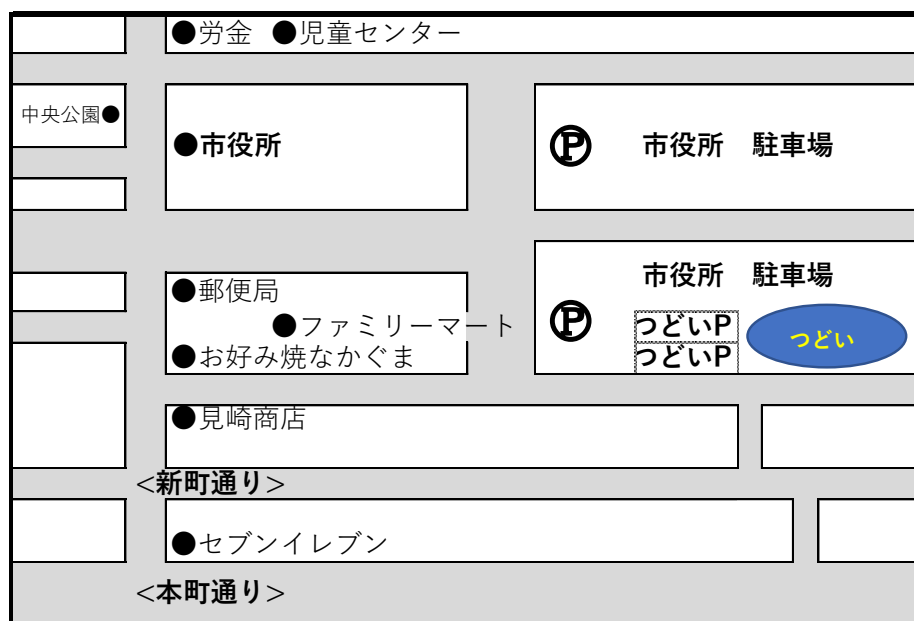 ●労金 ●児童センター
中央公園●
●市役所
Ⓟ 市役所 駐車場
市役所 駐車場
●郵便局
●ファミリーマート
Ⓟ つどいP つどい
つどいP
●お好み焼なかぐま
●見崎商店
<新町通り>
●セブンイレブン
<本町通り>